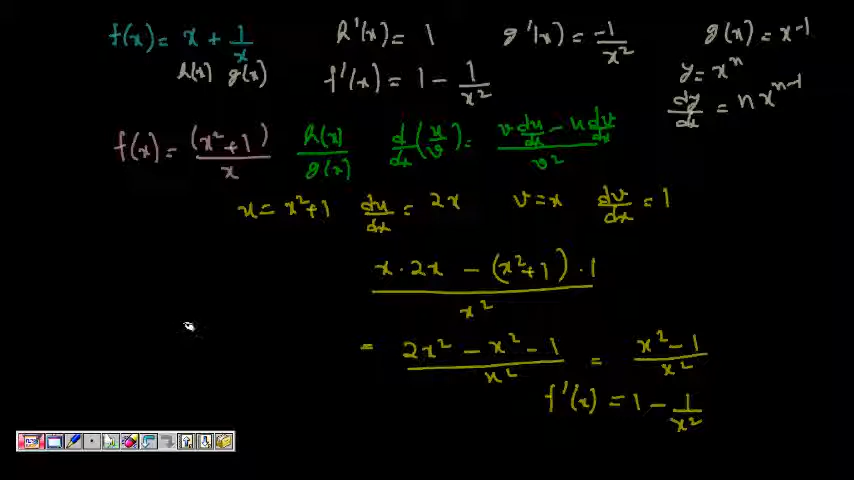 f(x) = x + 1/x h'(x) = 1 g'(x) = -1/x² g(x) = x⁻¹
h(x) g(x) f'(x) = 1 - 1/x² y = xⁿ
dy/dx = n xⁿ⁻¹
f(x) = (x²+1)/x h(x)/g(x) d/dx (u/v) = (v du/dx - u dv/dx)/v²
u = x²+1 du/dx = 2x v = x dv/dx = 1
(x · 2x - (x²+1) · 1)/x²
= (2x² - x² - 1)/x² = (x² - 1)/x²
f'(x) = 1 - 1/x²